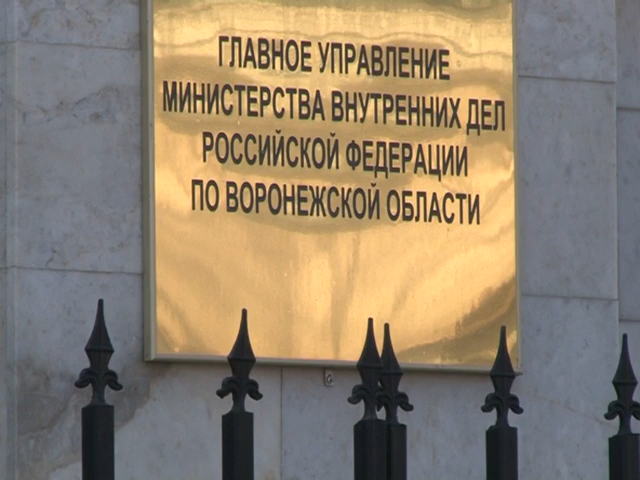 ГЛАВНОЕ УПРАВЛЕНИЕ
МИНИСТЕРСТВА ВНУТРЕННИХ ДЕЛ
РОССИЙСКОЙ ФЕДЕРАЦИИ
ПО ВОРОНЕЖСКОЙ ОБЛАСТИ